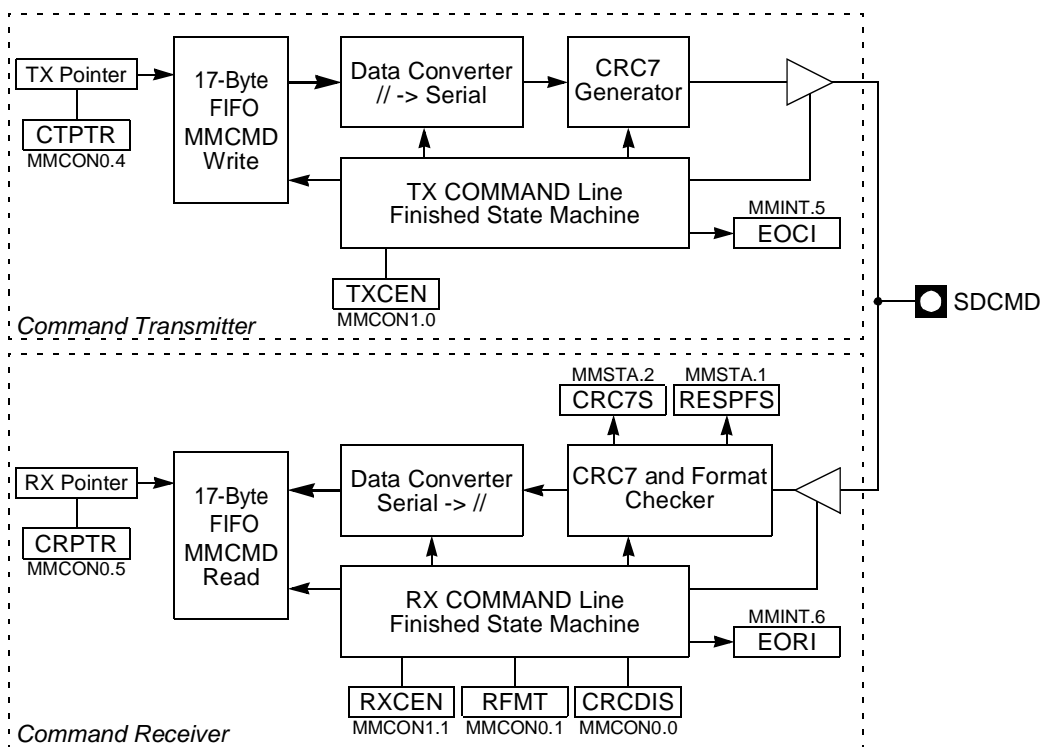 TX Pointer
CTPTR
MMCON0.4
17-Byte
FIFO
MMCMD
Write
Data Converter
// -> Serial
CRC7
Generator
TX COMMAND Line
Finished State Machine
MMINT.5
EOCI
TXCEN
MMCON1.0
Command Transmitter
SDCMD
MMSTA.2
MMSTA.1
CRC7S
RESPFS
RX Pointer
CRPTR
MMCON0.5
17-Byte
FIFO
MMCMD
Read
Data Converter
Serial -> //
CRC7 and Format
Checker
RX COMMAND Line
Finished State Machine
MMINT.6
EORI
RXCEN
MMCON1.1
RFMT
MMCON0.1
CRCDIS
MMCON0.0
Command Receiver